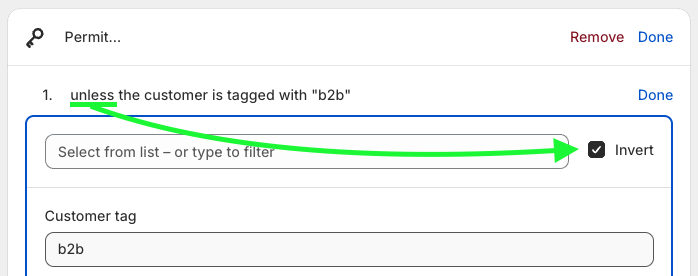 Permit...
Remove
Done
1. unless the customer is tagged with "b2b"
Done
Select from list – or type to filter
Invert
Customer tag
b2b